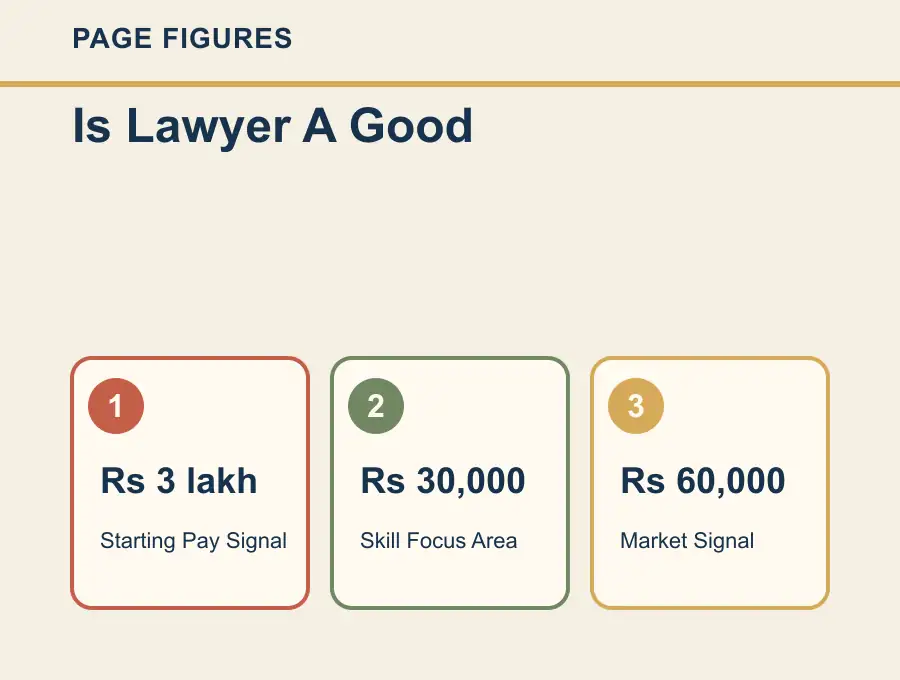 PAGE FIGURES
Is Lawyer A Good
1
2
3
Rs 3 lakh
Rs 30,000
Rs 60,000
Starting Pay Signal
Skill Focus Area
Market Signal